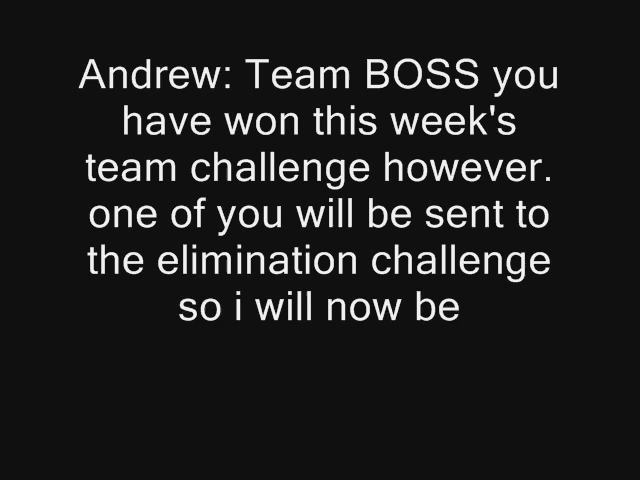 Andrew: Team BOSS you
have won this week's
team challenge however.
one of you will be sent to
the elimination challenge
so i will now be